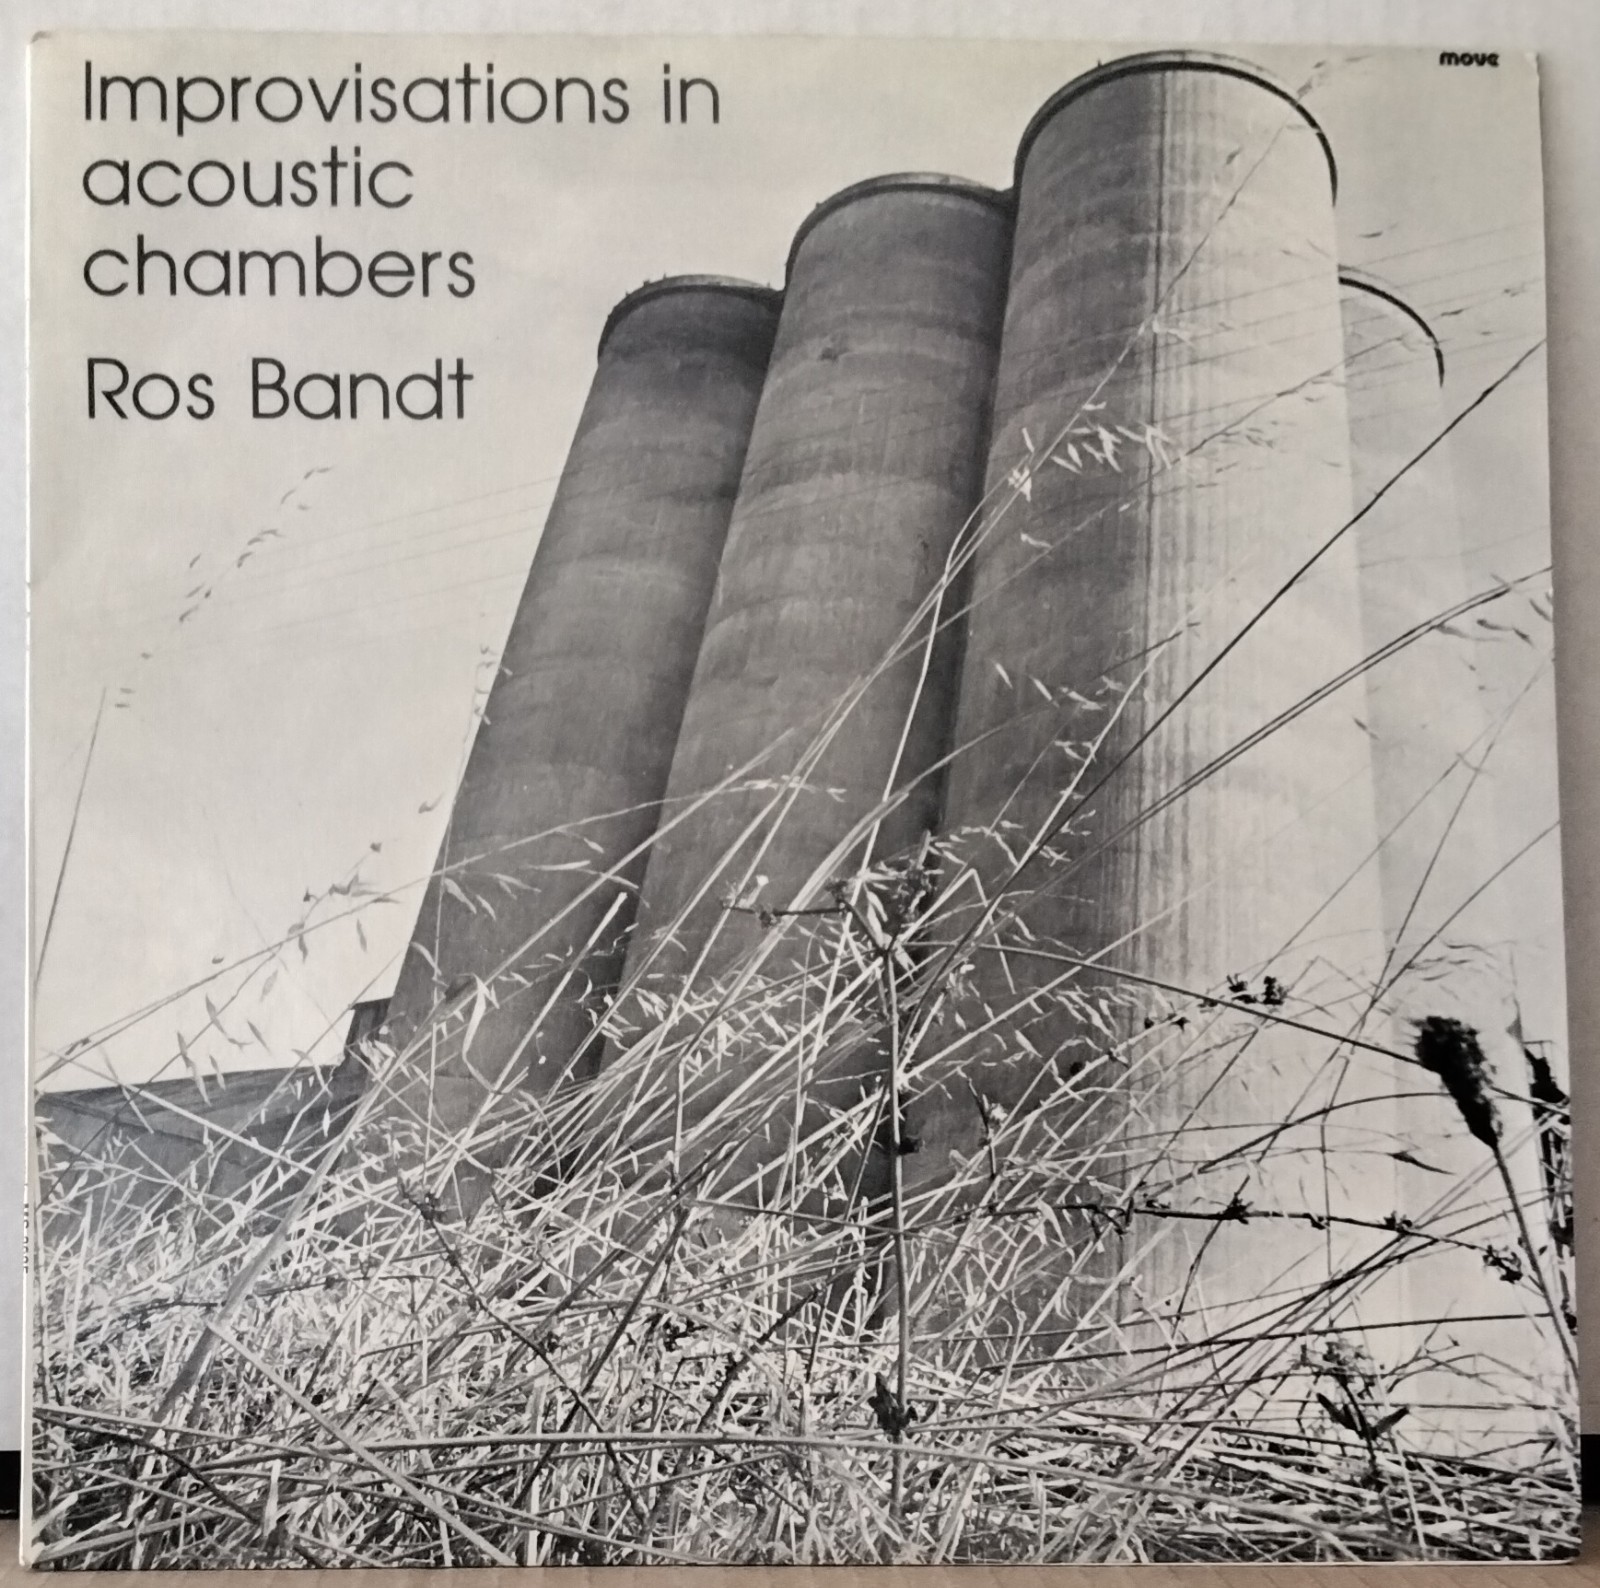 Improvisations in
acoustic
chambers
Ros Bandt
move